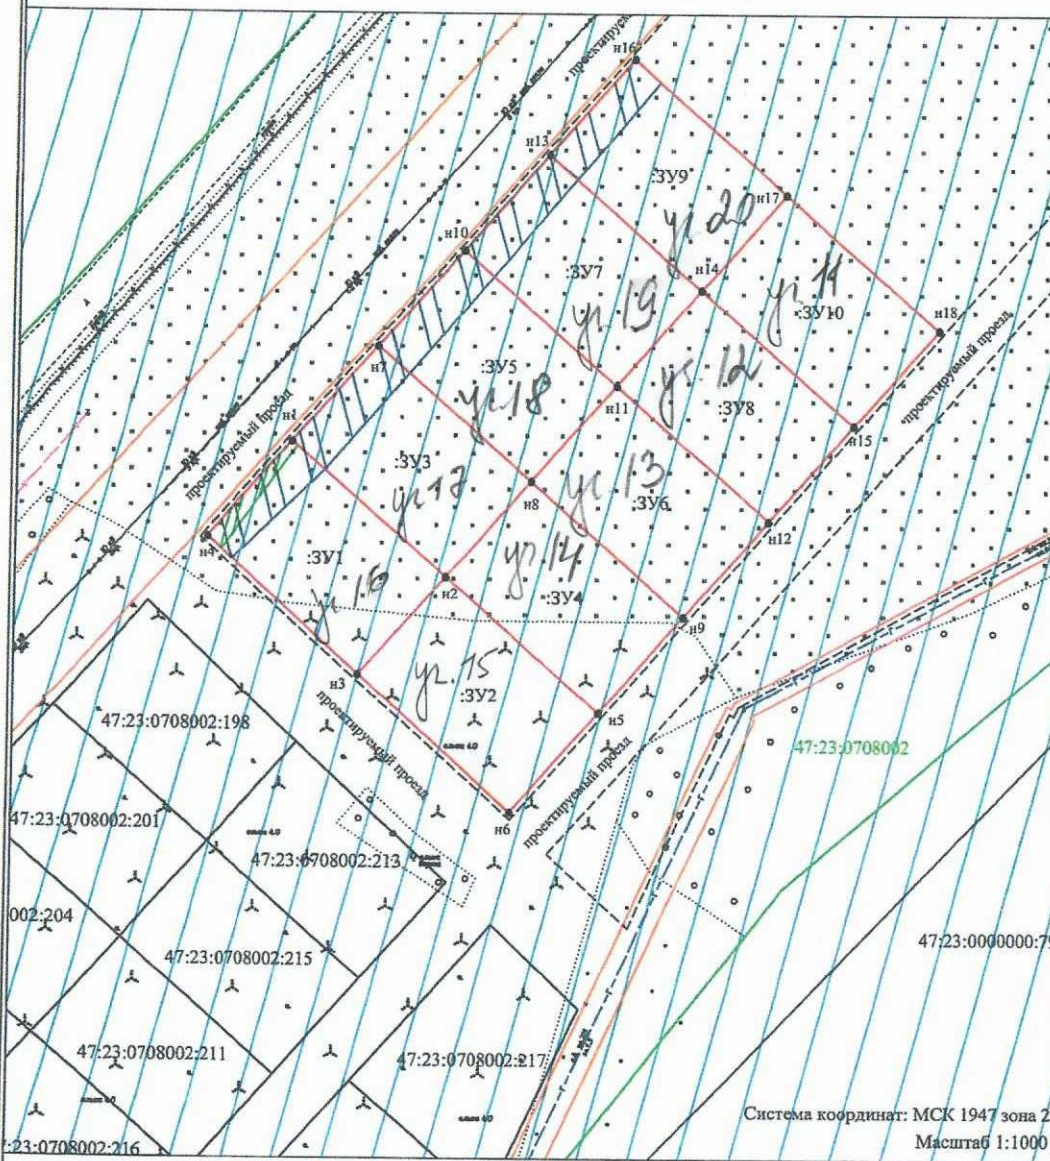 проектируе
н16
н13
:ЗУ9
уч. 20
н17
н10
:ЗУ7
н14
уч. 11
:ЗУ10
уч. 19
н18
проектируемый проезд
н7
:ЗУ5
уч. 18
уч. 12
н11
:ЗУ8
н15
проектируемый проезд
н1
:ЗУ3
уч. 17
н8
уч. 13
:ЗУ6
н12
н4
:ЗУ1
уч. 16
н2
уч. 14
:ЗУ4
н9
н3
уч. 15
:ЗУ2
н5
проектируемый проезд
проектируемый проезд
н6
47:23:0708002:198
47:23:0708002
47:23:0708002:201
47:23:0708002:213
002:204
47:23:0708002:215
47:23:0000000:79
47:23:0708002:211
47:23:0708002:217
Система координат: МСК 1947 зона 2
Масштаб 1:1000
:23:0708002:216